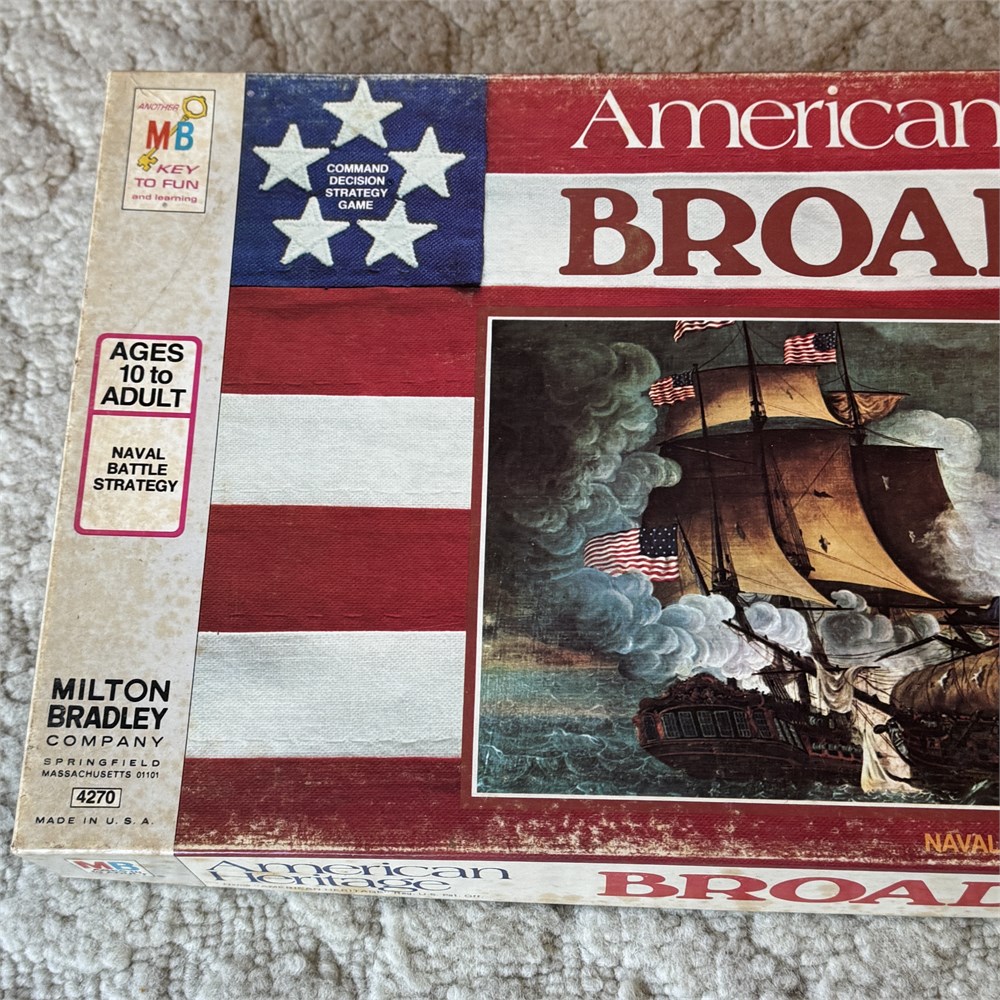 ANOTHER
MB
KEY
TO FUN
and learning
®
COMMAND
DECISION
STRATEGY
GAME
American
BROAD
AGES
10 to
ADULT
NAVAL
BATTLE
STRATEGY
MILTON
BRADLEY
COMPANY
SPRINGFIELD
MASSACHUSETTS 01101
4270
MADE IN U.S.A.
NAVAL
MB
American
Heritage
BROAD